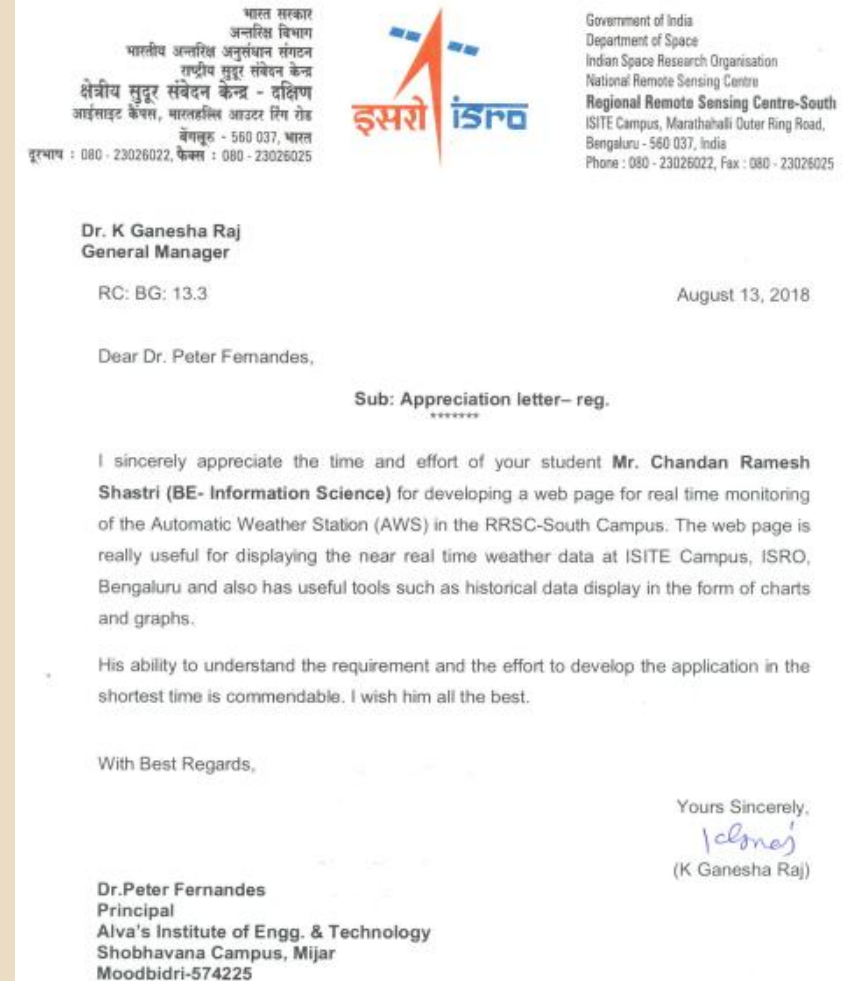 भारत सरकार
अन्तरिक्ष विभाग
भारतीय अन्तरिक्ष अनुसंधान संगठन
राष्ट्रीय सुदूर संवेदन केन्द्र
क्षेत्रीय सुदूर संवेदन केन्द्र - दक्षिण
आईसाइट कैंपस, मारतहल्लि आउटर रिंग रोड
बेंगलूरु - 560 037, भारत
दूरभाष : 080 - 23026022, फैक्स : 080 - 23026025
इसरो isro
Government of India
Department of Space
Indian Space Research Organisation
National Remote Sensing Centre
Regional Remote Sensing Centre-South
ISITE Campus, Marathahalli Outer Ring Road,
Bengaluru - 560 037, India
Phone : 080 - 23026022, Fax : 080 - 23026025
Dr. K Ganesha Raj
General Manager
RC: BG: 13.3 August 13, 2018
Dear Dr. Peter Fernandes,
Sub: Appreciation letter– reg.
*******
I sincerely appreciate the time and effort of your student Mr. Chandan Ramesh
Shastri (BE- Information Science) for developing a web page for real time monitoring
of the Automatic Weather Station (AWS) in the RRSC-South Campus. The web page is
really useful for displaying the near real time weather data at ISITE Campus, ISRO,
Bengaluru and also has useful tools such as historical data display in the form of charts
and graphs.
His ability to understand the requirement and the effort to develop the application in the
shortest time is commendable. I wish him all the best.
With Best Regards,
Yours Sincerely,
(K Ganesha Raj)
Dr.Peter Fernandes
Principal
Alva's Institute of Engg. & Technology
Shobhavana Campus, Mijar
Moodbidri-574225